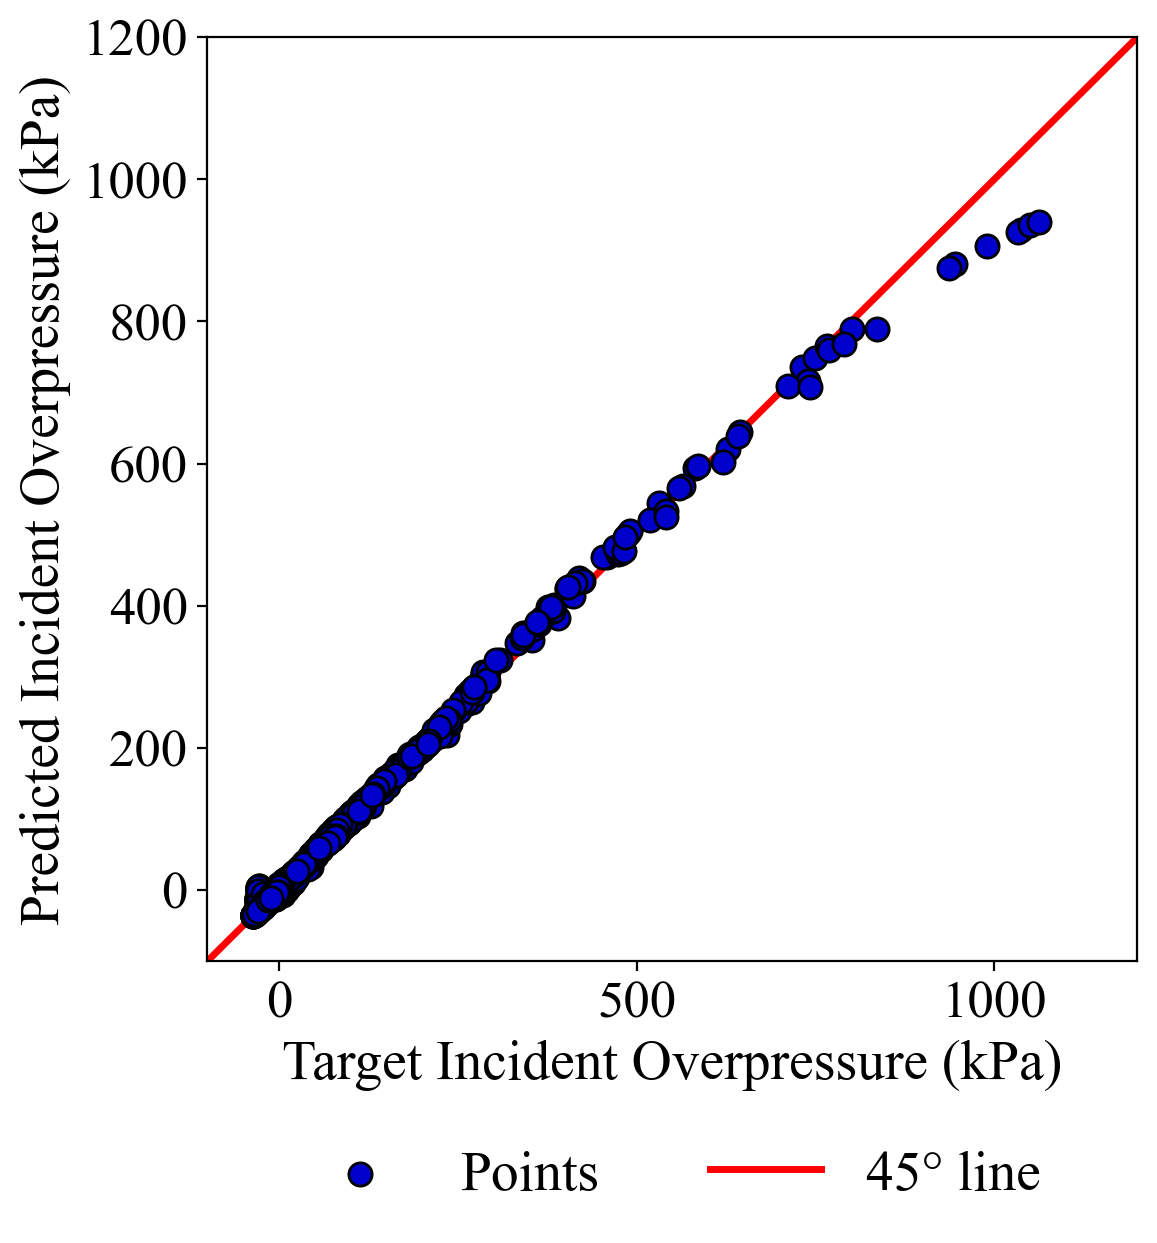 1200
1000
800
600
400
200
0
Predicted Incident Overpressure (kPa)
0 500 1000
Target Incident Overpressure (kPa)
Points 45° line